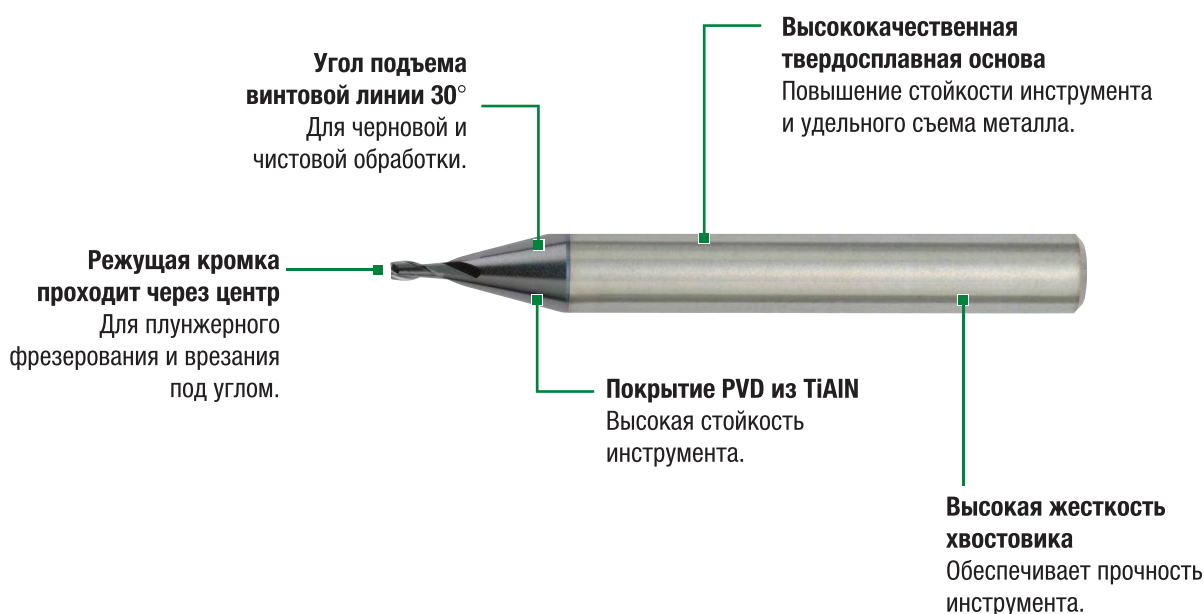 Высококачественная
твердосплавная основа
Повышение стойкости инструмента
и удельного съема металла.
Угол подъема
винтовой линии 30°
Для черновой и
чистовой обработки.
Режущая кромка
проходит через центр
Для плунжерного
фрезерования и врезания
под углом.
Покрытие PVD из TiAlN
Высокая стойкость
инструмента.
Высокая жесткость
хвостовика
Обеспечивает прочность
инструмента.